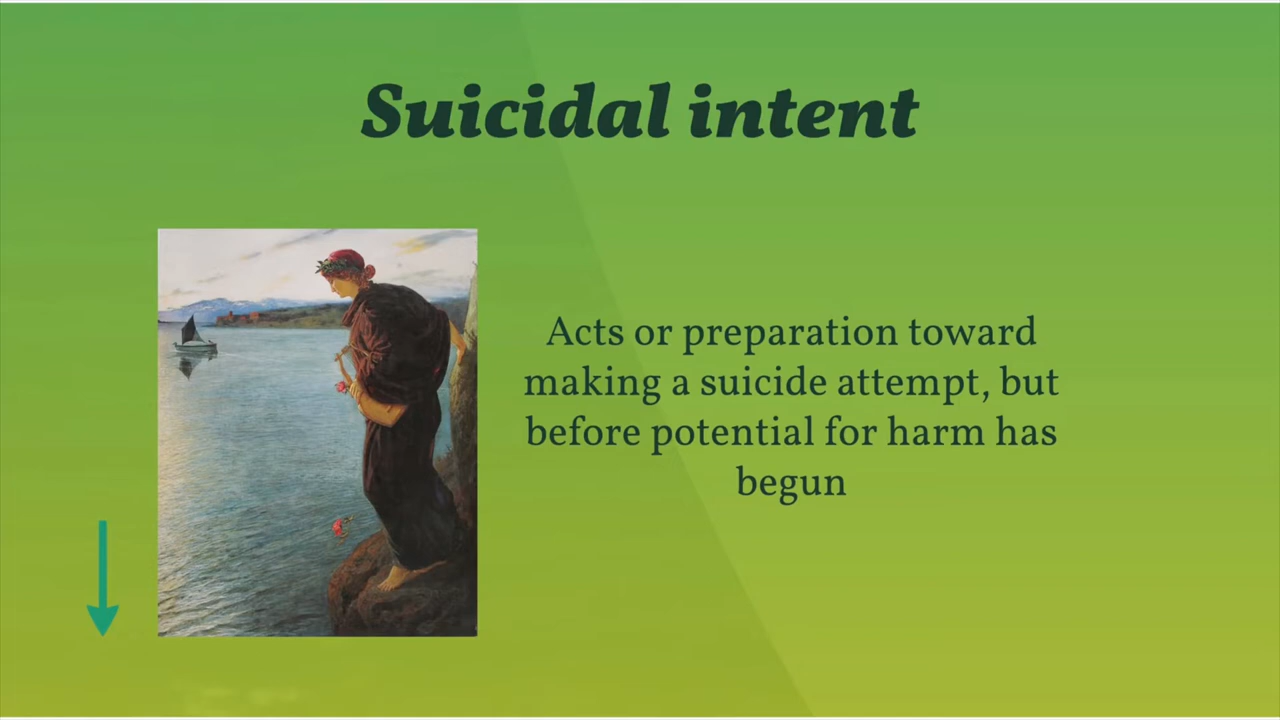 Suicidal intent
Acts or preparation toward
making a suicide attempt, but
before potential for harm has
begun